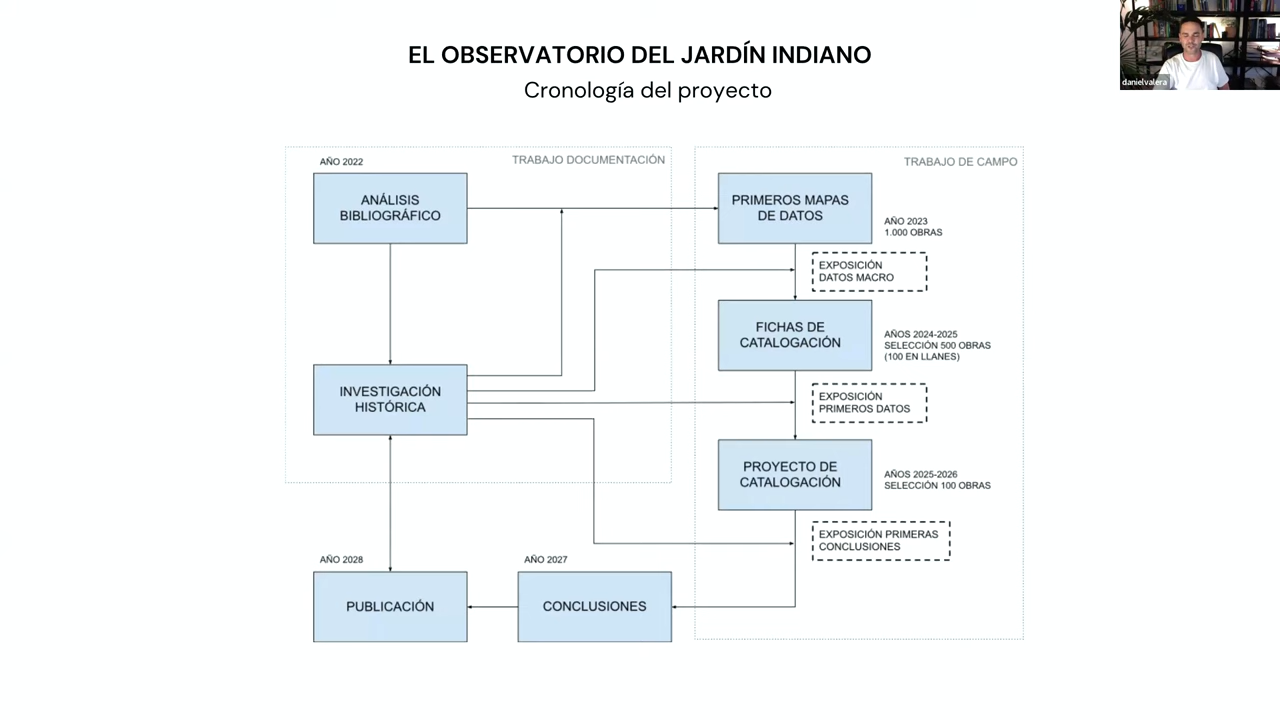 EL OBSERVATORIO DEL JARDÍN INDIANO
Cronología del proyecto
danielvalera
AÑO 2022
TRABAJO DOCUMENTACIÓN
ANÁLISIS
BIBLIOGRÁFICO
INVESTIGACIÓN
HISTÓRICA
TRABAJO DE CAMPO
PRIMEROS MAPAS
DE DATOS
AÑO 2023
1.000 OBRAS
EXPOSICIÓN
DATOS MACRO
FICHAS DE
CATALOGACIÓN
AÑOS 2024-2025
SELECCIÓN 500 OBRAS
(100 EN LLANES)
EXPOSICIÓN
PRIMEROS DATOS
PROYECTO DE
CATALOGACIÓN
AÑOS 2025-2026
SELECCIÓN 100 OBRAS
EXPOSICIÓN PRIMERAS
CONCLUSIONES
AÑO 2028
PUBLICACIÓN
AÑO 2027
CONCLUSIONES